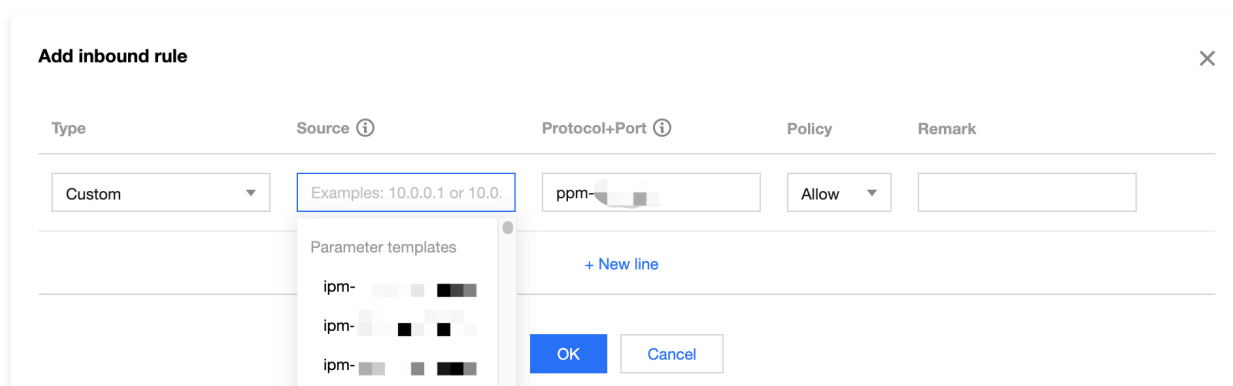 Add inbound rule
Type Source Protocol+Port Policy Remark
Custom Examples: 10.0.0.1 or 10.0. ppm- Allow
Parameter templates
+ New line
ipm-
ipm-
ipm-
OK Cancel